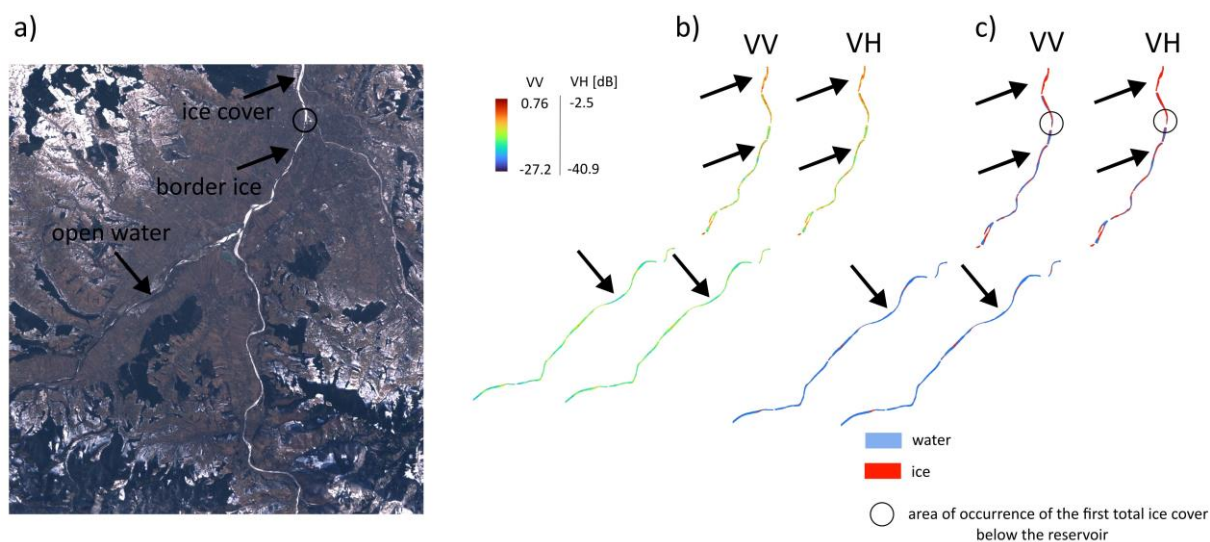 a)
ice cover
border ice
open water
b)
VV VH
c)
VV VH
VV VH [dB]
0.76 -2.5
-27.2 -40.9
water
ice
area of occurrence of the first total ice cover
below the reservoir